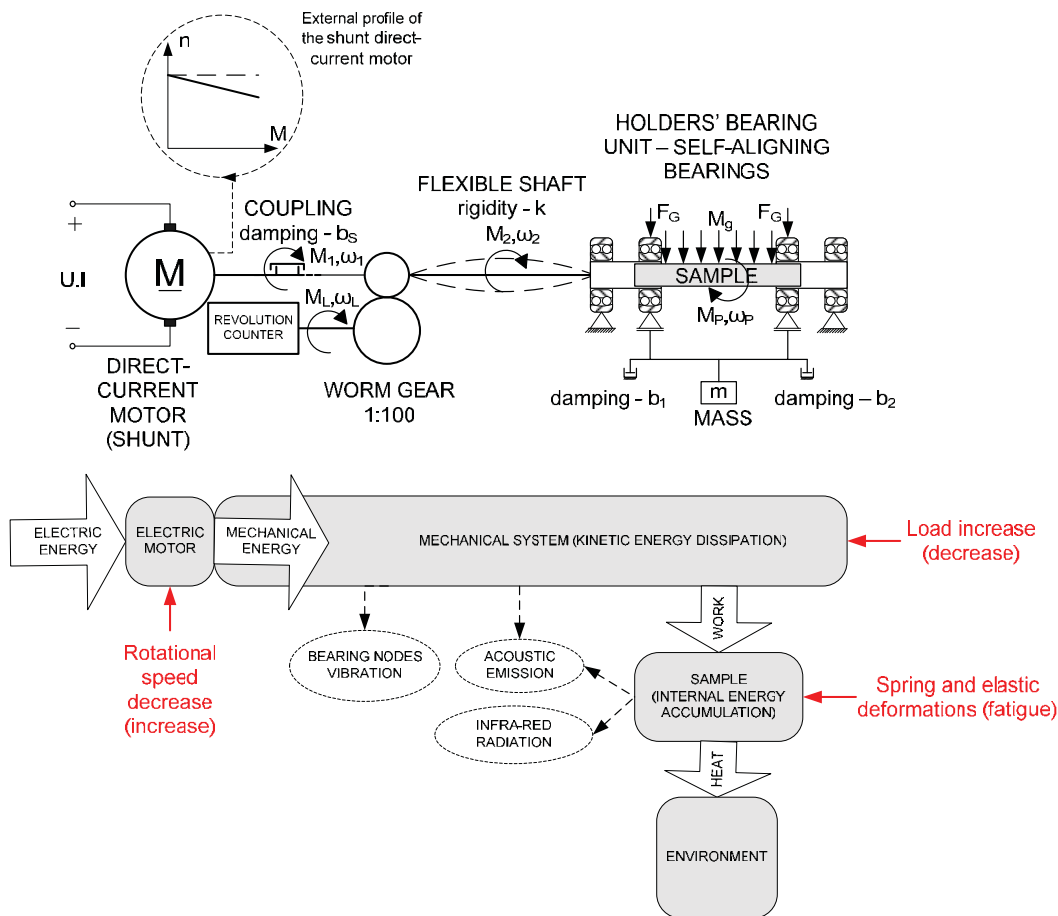 External profile of
the shunt direct-
current motor
n
M
HOLDERS' BEARING
UNIT – SELF-ALIGNING
BEARINGS
FLEXIBLE SHAFT
rigidity - k
COUPLING
damping - bS
M1,ω1
M2,ω2
FG
Mg
FG
+
U.I
–
M
SAMPLE
ML,ωL
MP,ωP
REVOLUTION
COUNTER
DIRECT-
CURRENT
MOTOR
(SHUNT)
WORM GEAR
1:100
damping - b1
m
MASS
damping – b2
ELECTRIC
ENERGY
ELECTRIC
MOTOR
MECHANICAL
ENERGY
MECHANICAL SYSTEM (KINETIC ENERGY DISSIPATION)
Load increase
(decrease)
Rotational
speed
decrease
(increase)
BEARING NODES
VIBRATION
ACOUSTIC
EMISSION
INFRA-RED
RADIATION
WORK
SAMPLE
(INTERNAL ENERGY
ACCUMULATION)
Spring and elastic
deformations (fatigue)
HEAT
ENVIRONMENT